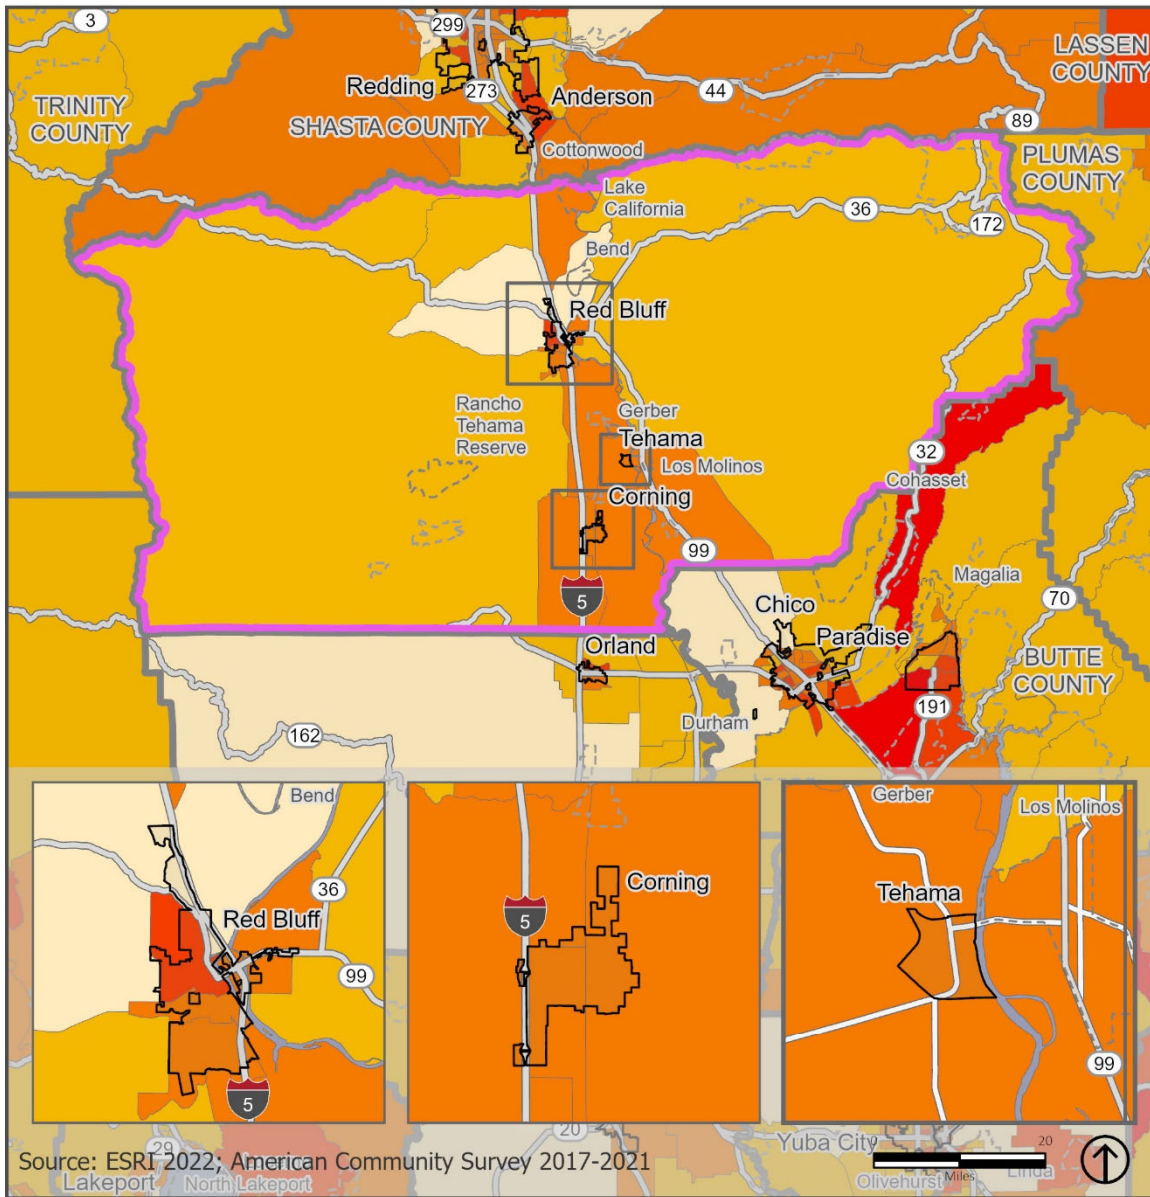 3
299
LASSEN
COUNTY
Redding
273
Anderson
44
TRINITY
COUNTY
SHASTA COUNTY
89
Cottonwood
PLUMAS
COUNTY
Lake
California
36
172
Bend
Red Bluff
Rancho
Tehama
Reserve
Gerber
Tehama
Los Molinos
32
Cohasset
Corning
99
5
Magalia
70
Chico
Paradise
Orland
BUTTE
COUNTY
191
Durham
162
Bend
36
Red Bluff
99
5
Corning
5
Gerber
Los Molinos
Tehama
99
29
20
Yuba City
0
20
Source: ESRI 2022; American Community Survey 2017-2021
Miles
Lakeport
North Lakeport
Olivehurst
Linda